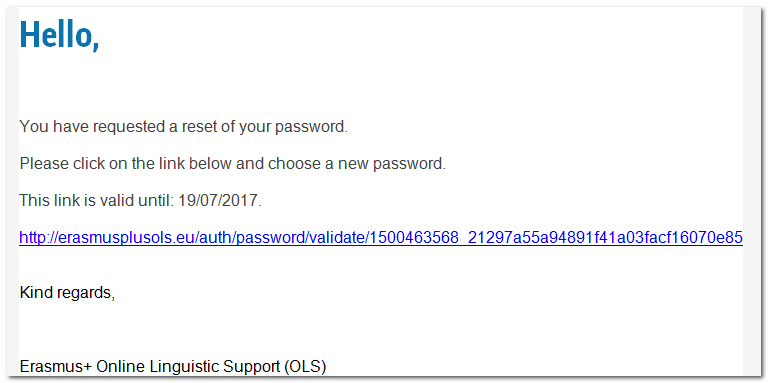 Hello,
You have requested a reset of your password.
Please click on the link below and choose a new password.
This link is valid until: 19/07/2017.
http://erasmusplusols.eu/auth/password/validate/1500463568_21297a55a94891f41a03facf16070e85
Kind regards,
Erasmus+ Online Linguistic Support (OLS)